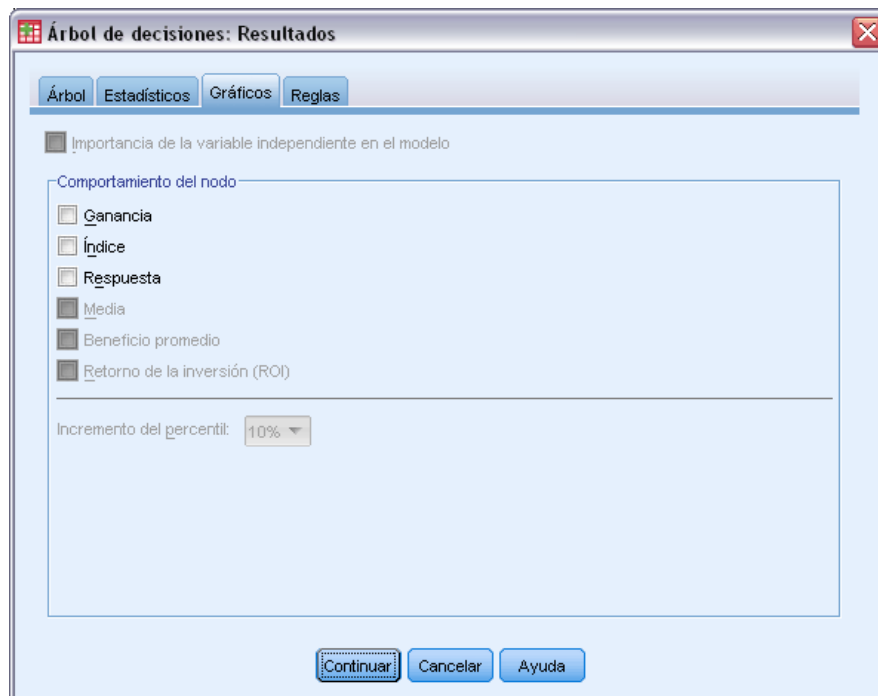 Árbol de decisiones: Resultados
Árbol Estadísticos Gráficos Reglas
Importancia de la variable independiente en el modelo
Comportamiento del nodo
Ganancia
Índice
Respuesta
Media
Beneficio promedio
Retorno de la inversión (ROI)
Incremento del percentil: 10%
Continuar Cancelar Ayuda